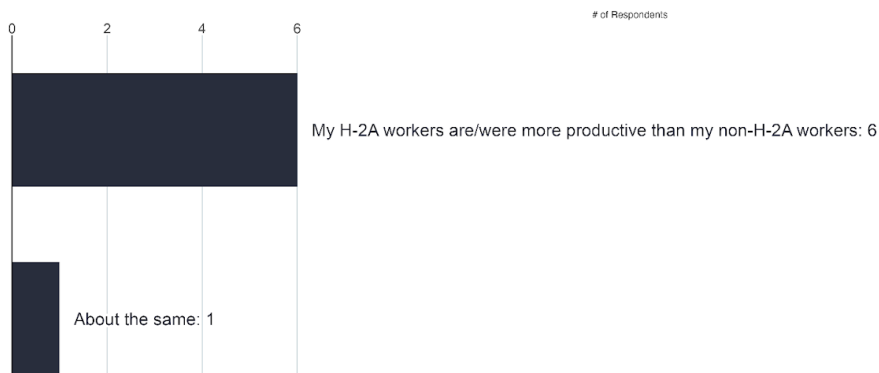 # of Respondents
0 2 4 6
My H-2A workers are/were more productive than my non-H-2A workers: 6
About the same: 1